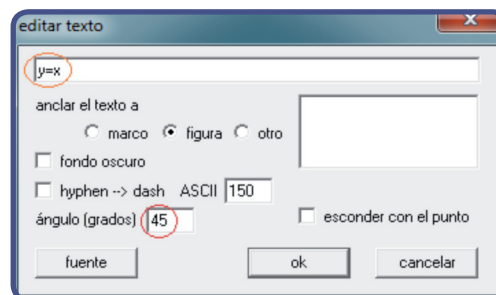 editar texto
y=x
anclar el texto a
marco figura otro
fondo oscuro
hyphen --> dash ASCII 150
ángulo (grados) 45 esconder con el punto
fuente ok cancelar